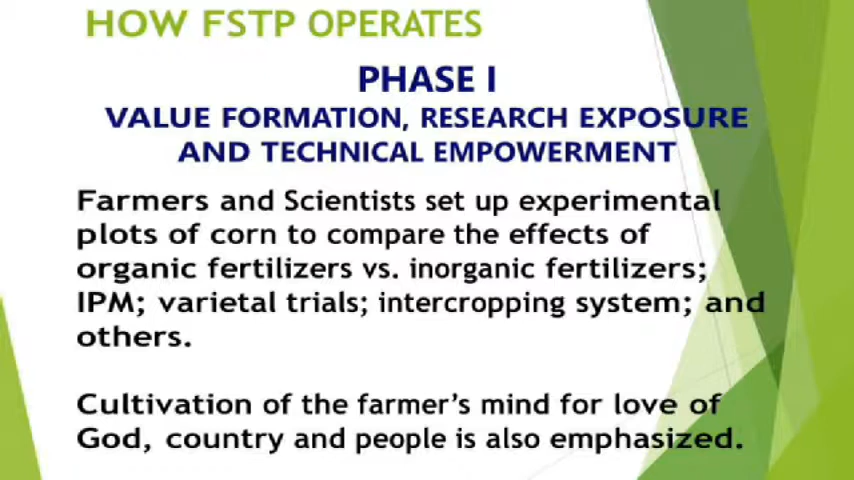 HOW FSTP OPERATES
PHASE I
VALUE FORMATION, RESEARCH EXPOSURE
AND TECHNICAL EMPOWERMENT
Farmers and Scientists set up experimental
plots of corn to compare the effects of
organic fertilizers vs. inorganic fertilizers;
IPM; varietal trials; intercropping system; and
others.
Cultivation of the farmer's mind for love of
God, country and people is also emphasized.